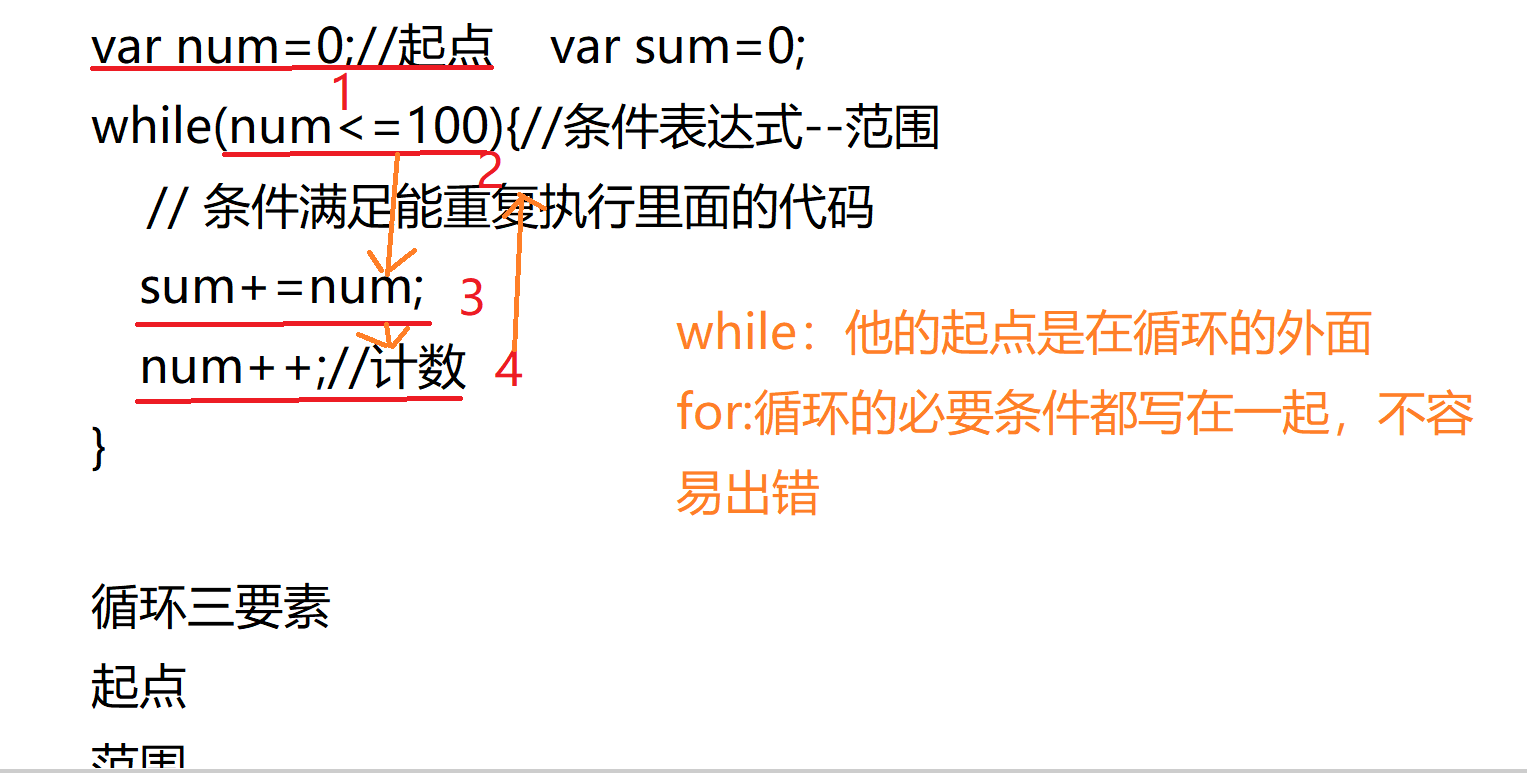 var num=0;//起点    var sum=0;
1
while(num<=100){//条件表达式--范围
2
// 条件满足能重复执行里面的代码
sum+=num;
3
num++;//计数
4
}
while：他的起点是在循环的外面
for:循环的必要条件都写在一起，不容
易出错
循环三要素
起点
范围